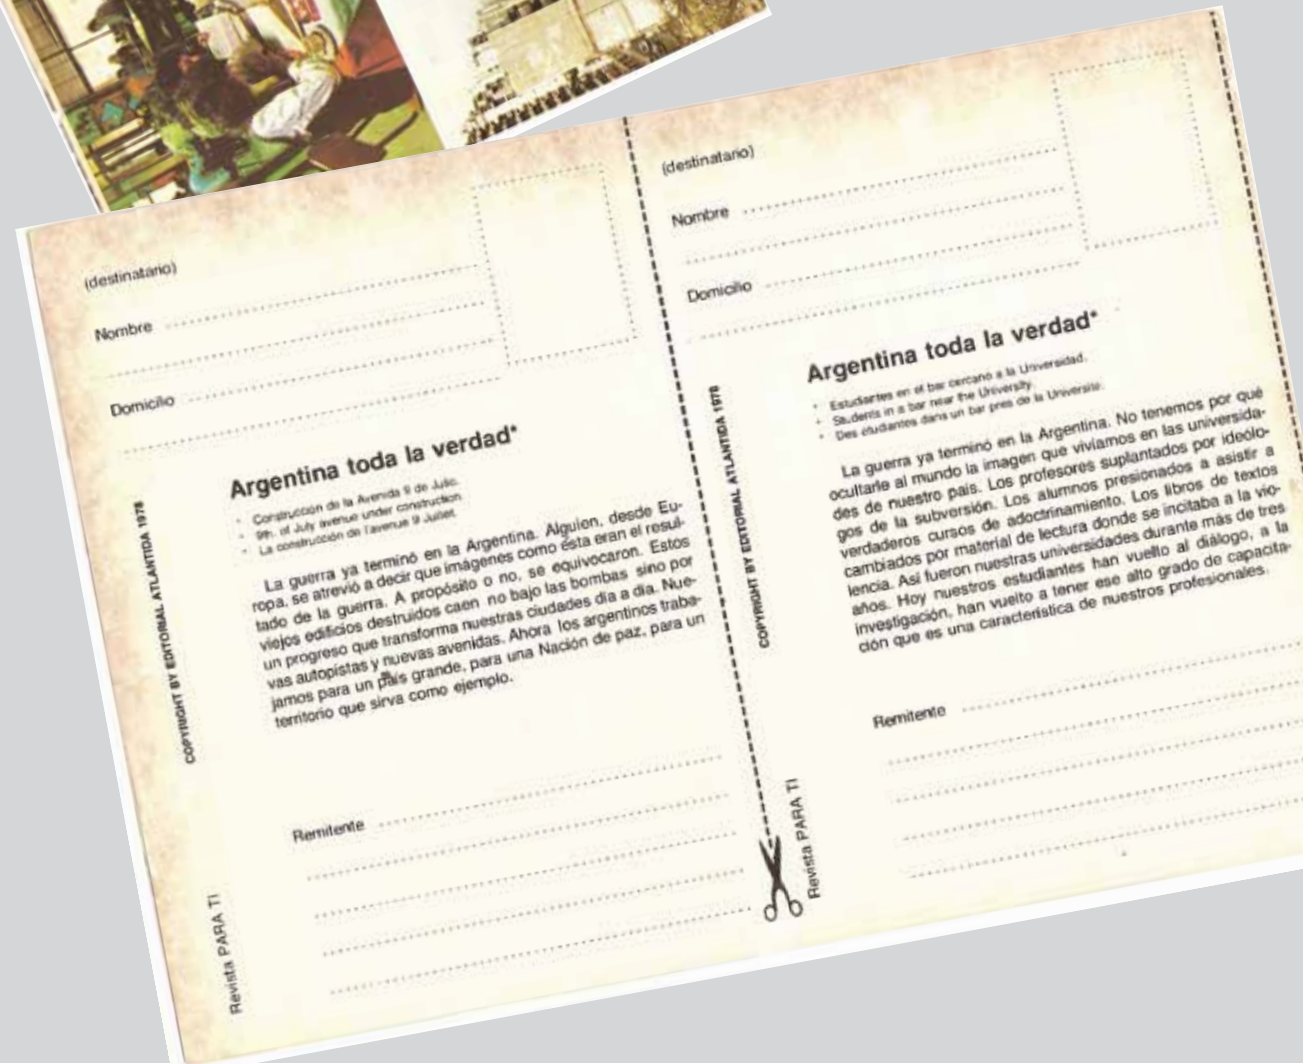 (destinatario)
Nombre
Domicilio
Argentina toda la verdad*
* Construcción de la Avenida 9 de Julio.
* 9th. of July avenue under construction.
* La construcción de l'avenue 9 Juillet.
La guerra ya terminó en la Argentina. Alguien, desde Eu-
ropa, se atrevió a decir que imágenes como ésta eran el resul-
tado de la guerra. A propósito o no, se equivocaron. Estos
viejos edificios destruidos caen no bajo las bombas sino por
un progreso que transforma nuestras ciudades día a día. Nue-
vas autopistas y nuevas avenidas. Ahora los argentinos traba-
jamos para un país grande, para una Nación de paz, para un
territorio que sirva como ejemplo.
Remitente
COPYRIGHT BY EDITORIAL ATLANTIDA 1978
Revista PARA TI
(destinatario)
Nombre
Domicilio
Argentina toda la verdad*
* Estudiantes en el bar cercano a la Universidad.
* Students in a bar near the University.
* Des étudiants dans un bar près de la Université.
La guerra ya terminó en la Argentina. No tenemos por qué
ocultarle al mundo la imagen que vivíamos en las universida-
des de nuestro país. Los profesores suplantados por ideólo-
gos de la subversión. Los alumnos presionados a asistir a
verdaderos cursos de adoctrinamiento. Los libros de textos
cambiados por material de lectura donde se incitaba a la vio-
lencia. Así fueron nuestras universidades durante más de tres
años. Hoy nuestros estudiantes han vuelto al diálogo, a la
investigación, han vuelto a tener ese alto grado de capacita-
ción que es una característica de nuestros profesionales.
Remitente
COPYRIGHT BY EDITORIAL ATLANTIDA 1978
Revista PARA TI